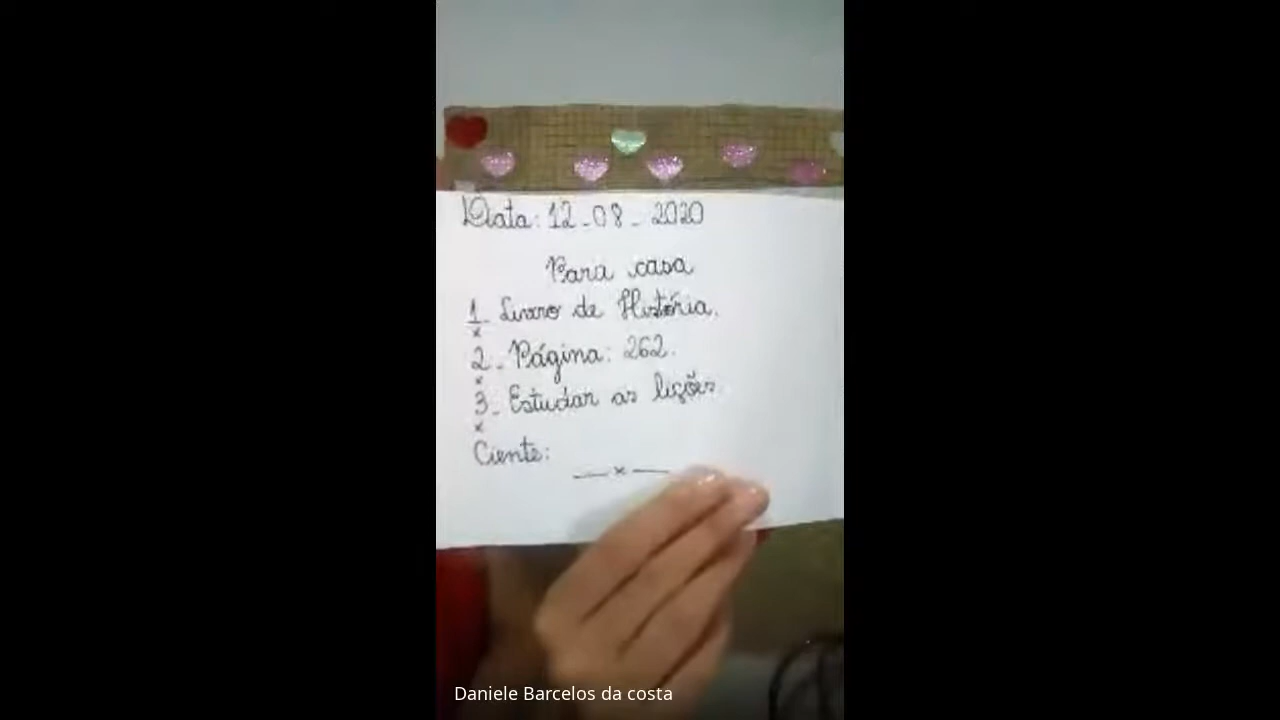 Data: 12-08-2020
Para casa
1- Livro de História.
x
2- Página: 262.
x
3- Estudar as lições.
x
Ciente:
— x —
Daniele Barcelos da costa